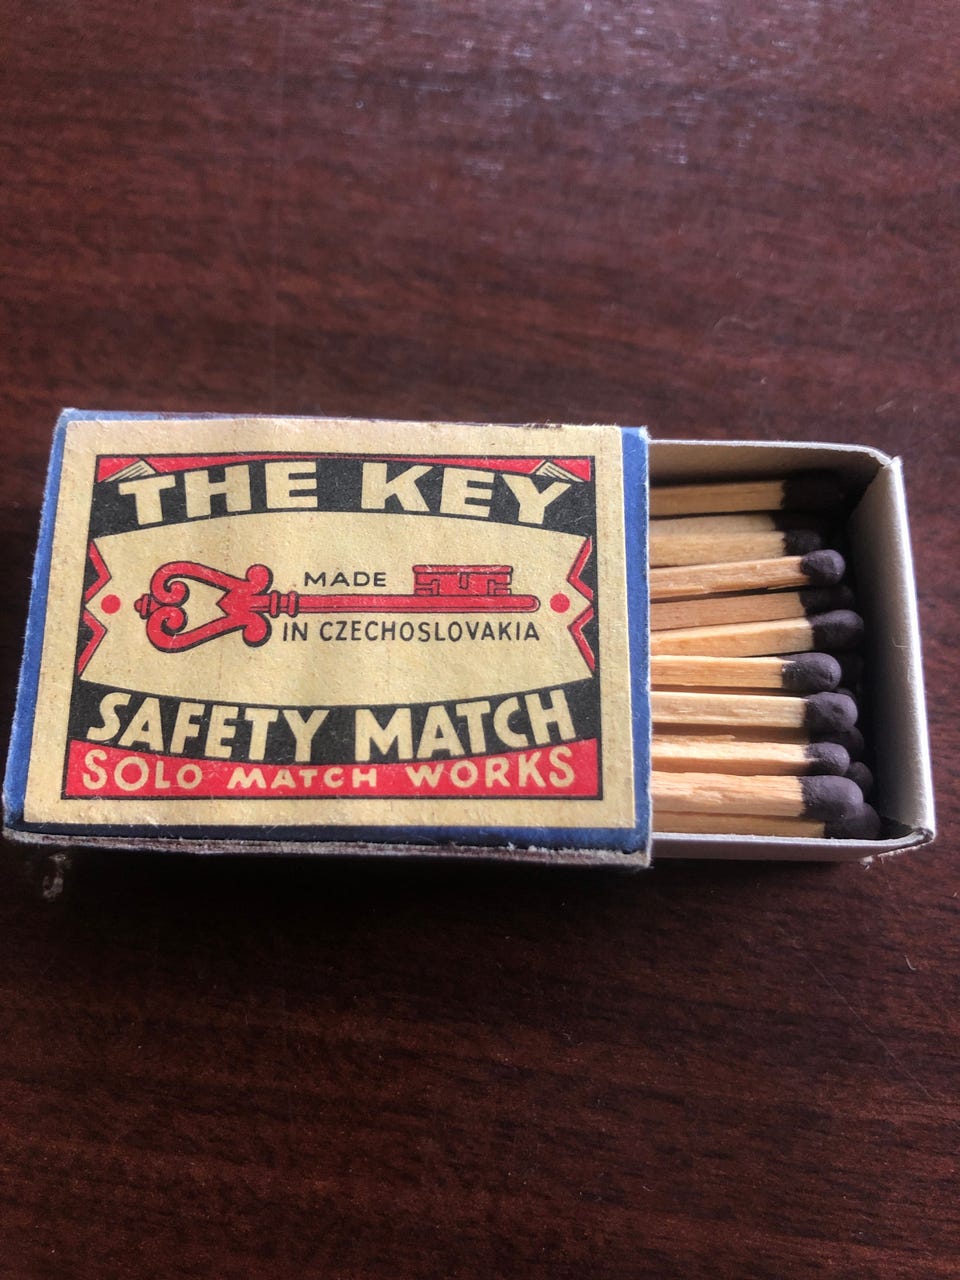 THE KEY
MADE
IN CZECHOSLOVAKIA
SAFETY MATCH
SOLO MATCH WORKS